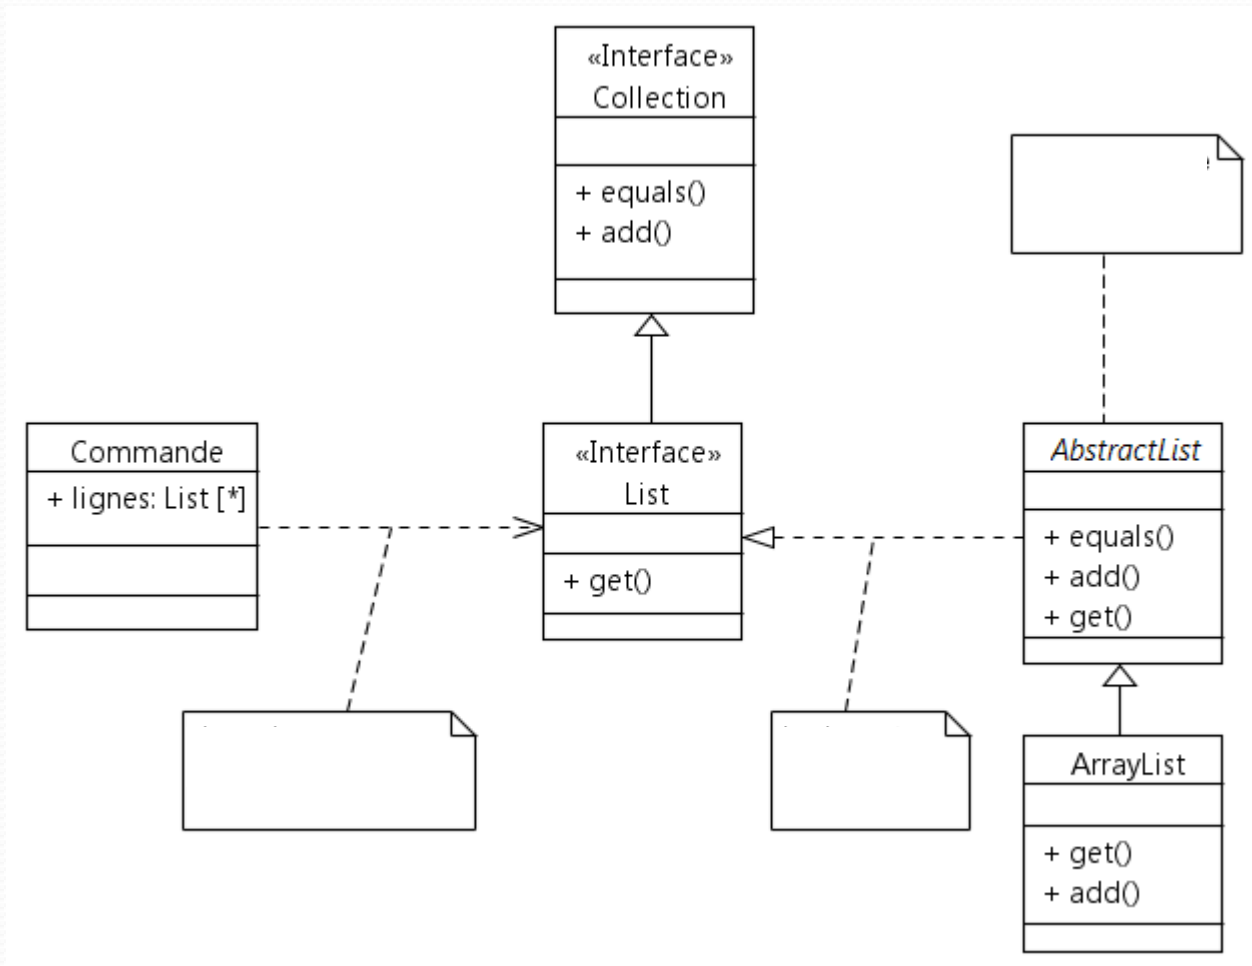 «Interface»
Collection
+ equals()
+ add()
Commande
+ lignes: List [*]
«Interface»
List
+ get()
AbstractList
+ equals()
+ add()
+ get()
ArrayList
+ get()
+ add()